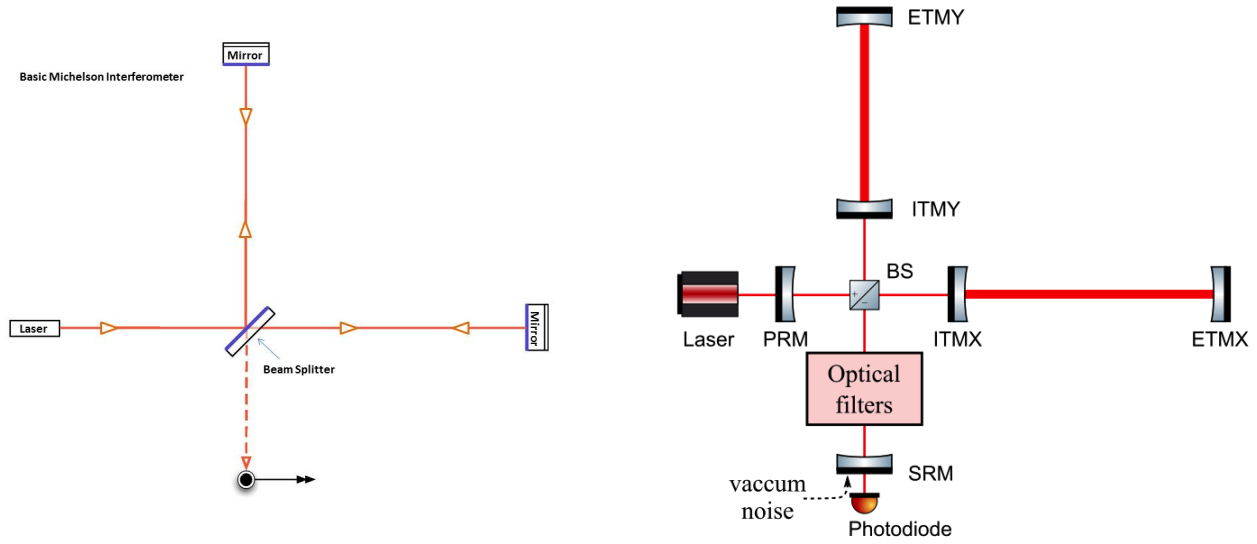 Mirror
Basic Michelson Interferometer
Laser
Mirror
Beam Splitter
ETMY
ITMY
BS
+
−
Laser
PRM
ITMX
ETMX
Optical
filters
SRM
vaccum
noise
Photodiode